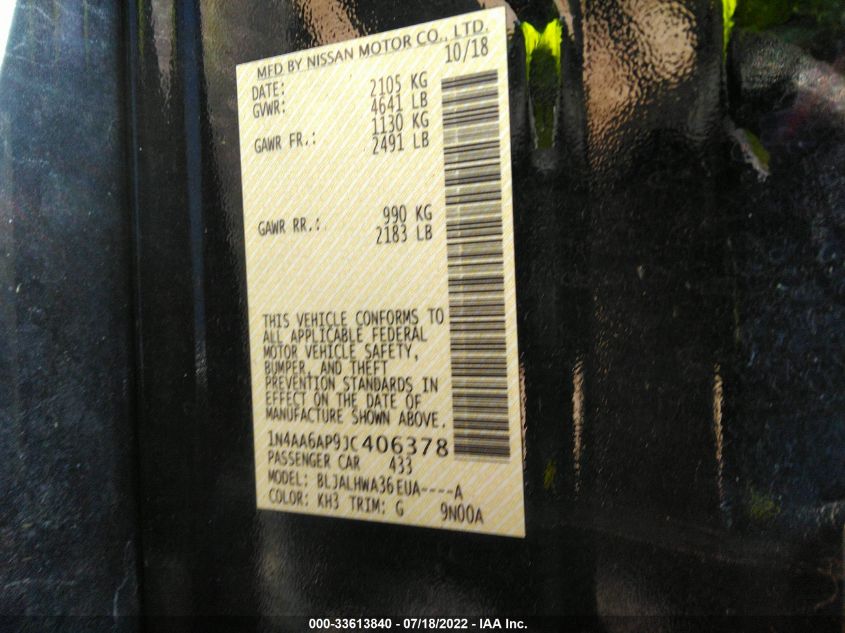 MFD BY NISSAN MOTOR CO., LTD.
DATE: 10/18
GVWR: 2105 KG
4641 LB
GAWR FR.: 1130 KG
2491 LB
GAWR RR.: 990 KG
2183 LB
THIS VEHICLE CONFORMS TO
ALL APPLICABLE FEDERAL
MOTOR VEHICLE SAFETY,
BUMPER, AND THEFT
PREVENTION STANDARDS IN
EFFECT ON THE DATE OF
MANUFACTURE SHOWN ABOVE.
1N4AA6AP9JC406378
PASSENGER CAR 433
MODEL: BLJALHWA36EUA----A
COLOR: KH3 TRIM: G 9N00A
000-33613840 - 07/18/2022 - IAA Inc.